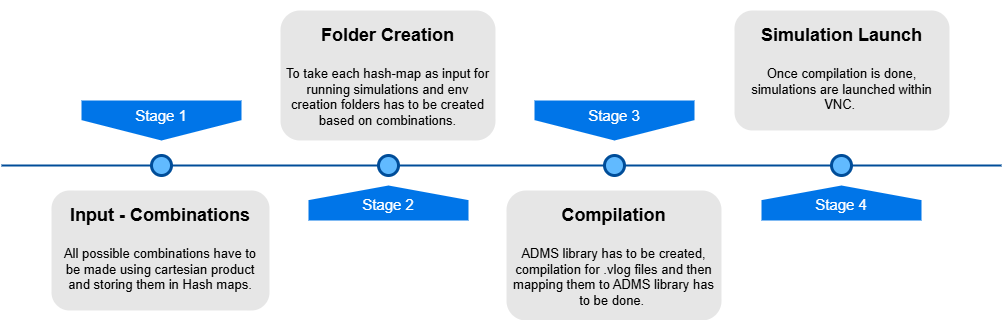 Stage 1
Input - Combinations
All possible combinations have to
be made using cartesian product
and storing them in Hash maps.
Folder Creation
To take each hash-map as input for
running simulations and env
creation folders has to be created
based on combinations.
Stage 2
Stage 3
Compilation
ADMS library has to be created,
compilation for .vlog files and then
mapping them to ADMS library has
to be done.
Simulation Launch
Once compilation is done,
simulations are launched within
VNC.
Stage 4